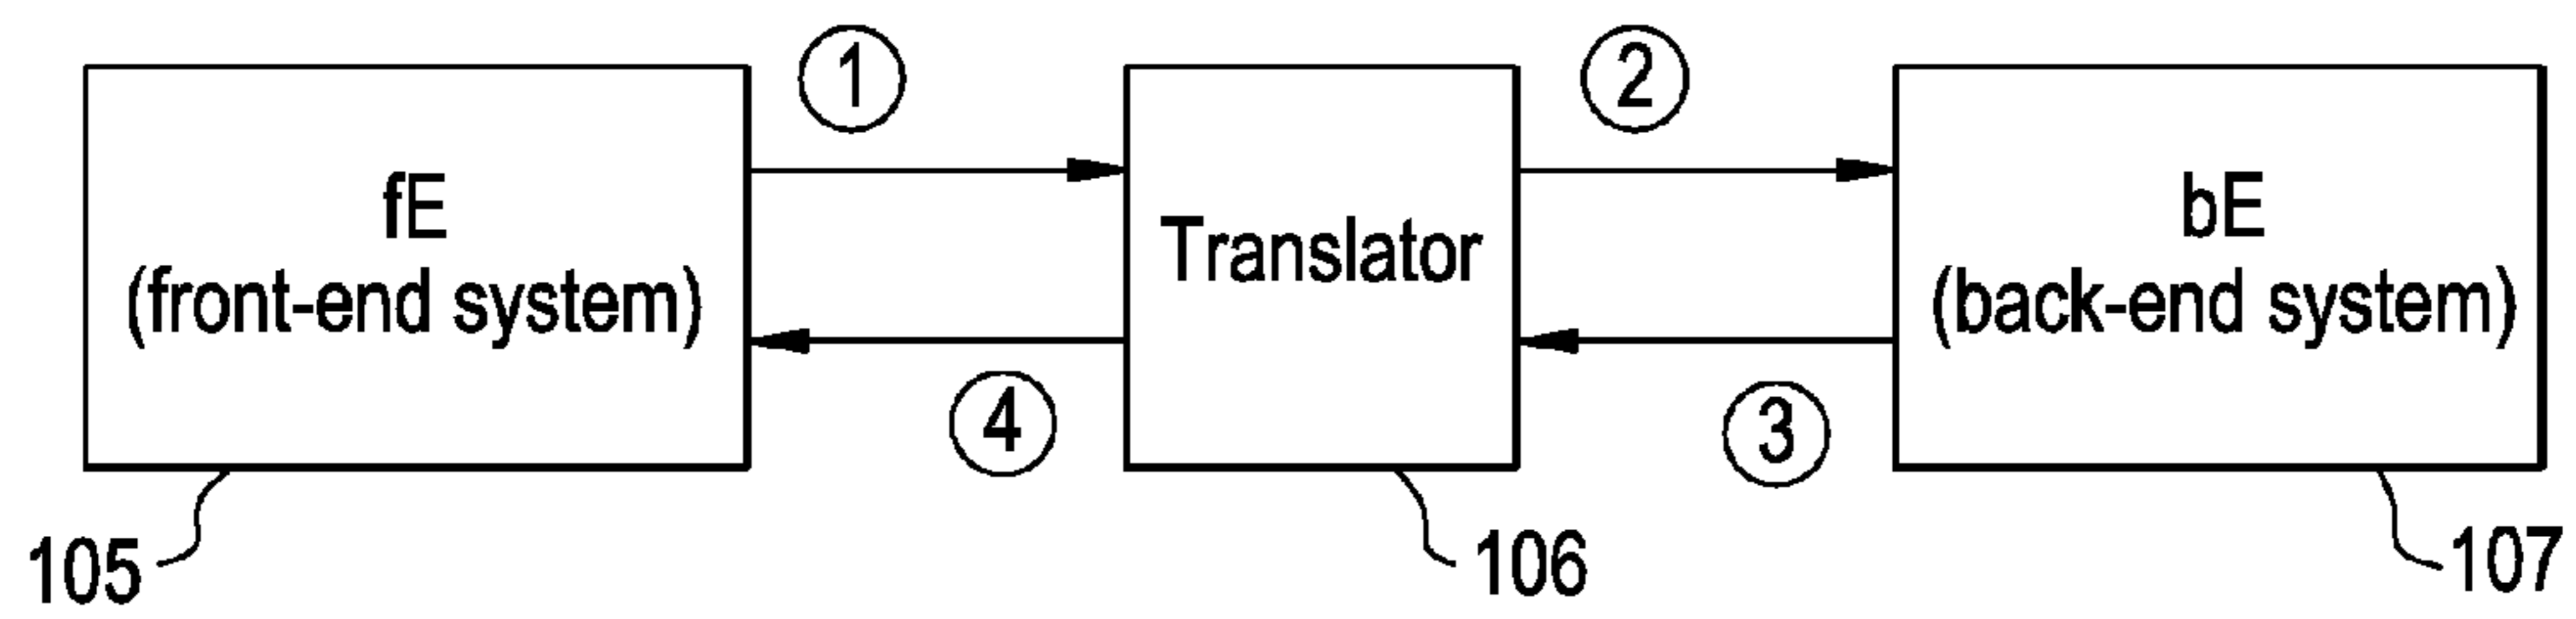 1
2
fE
(front-end system)
Translator
bE
(back-end system)
4
3
105
106
107